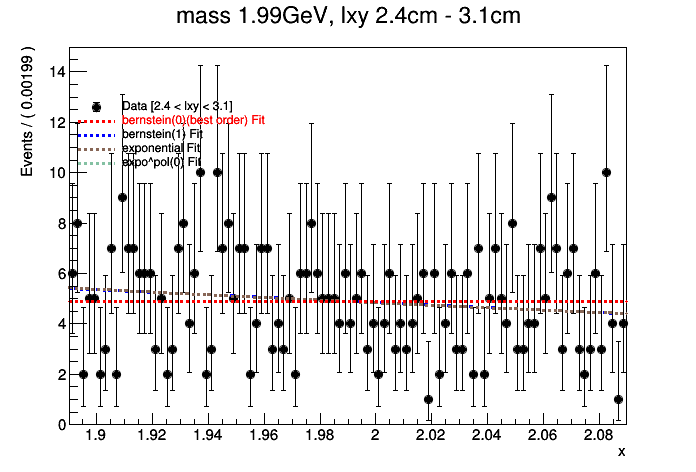 mass 1.99GeV, lxy 2.4cm - 3.1cm
Events / ( 0.00199 )
14
12
10
8
6
4
2
0
Data [2.4 < lxy < 3.1]
bernstein(0)(best order) Fit
bernstein(1) Fit
exponential Fit
expo^pol(0) Fit
1.9 1.92 1.94 1.96 1.98 2 2.02 2.04 2.06 2.08
x